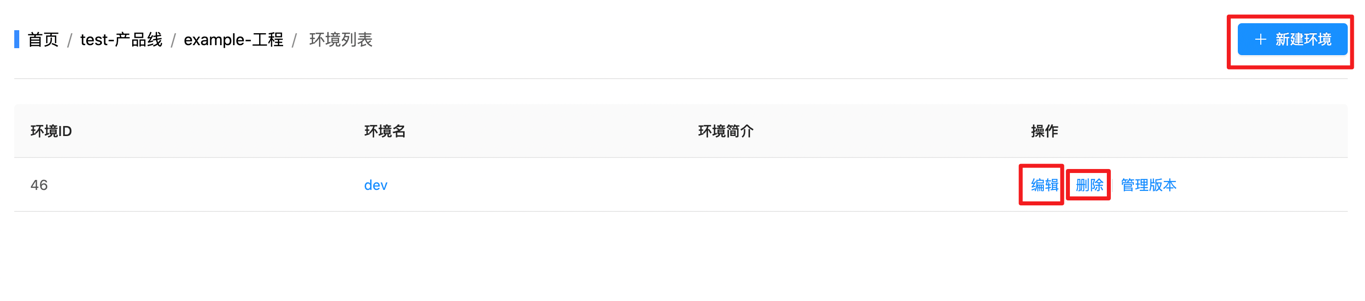 首页 / test-产品线 / example-工程 / 环境列表
+ 新建环境
环境ID 环境名 环境简介 操作
46 dev 编辑 删除 管理版本